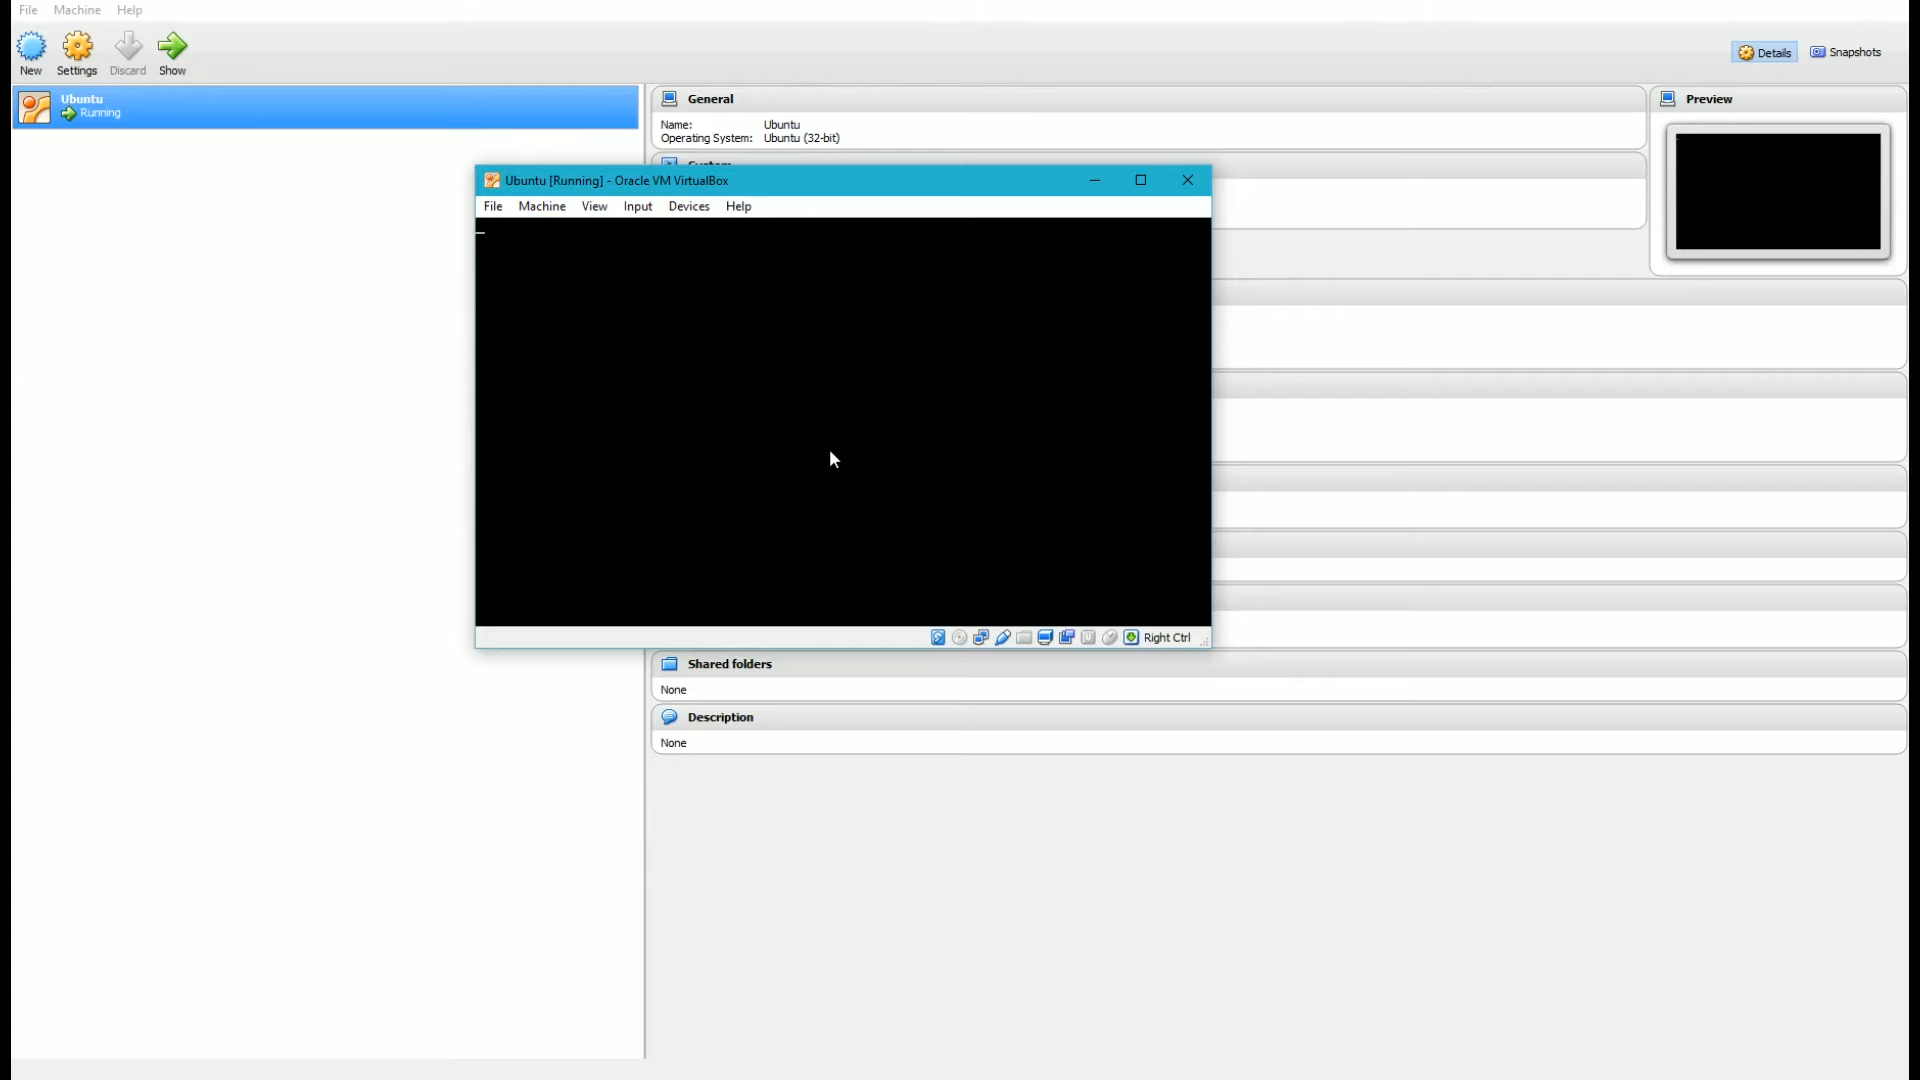 File Machine Help
New Settings Discard Show
Details Snapshots
Ubuntu
Running
General
Name: Ubuntu
Operating System: Ubuntu (32-bit)
Preview
System
Ubuntu [Running] - Oracle VM VirtualBox
File Machine View Input Devices Help
_
Right Ctrl
Shared folders
None
Description
None